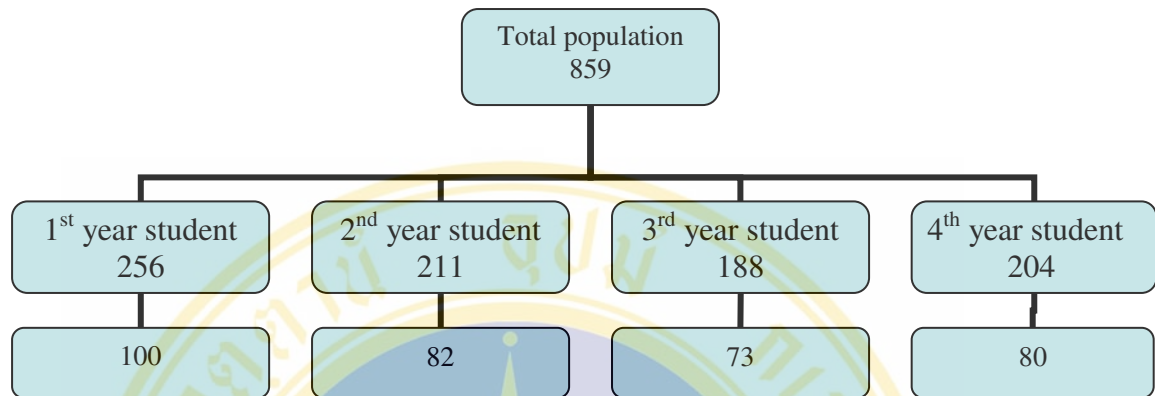 Total population
859
1st year student
256
2nd year student
211
3rd year student
188
4th year student
204
100
82
73
80